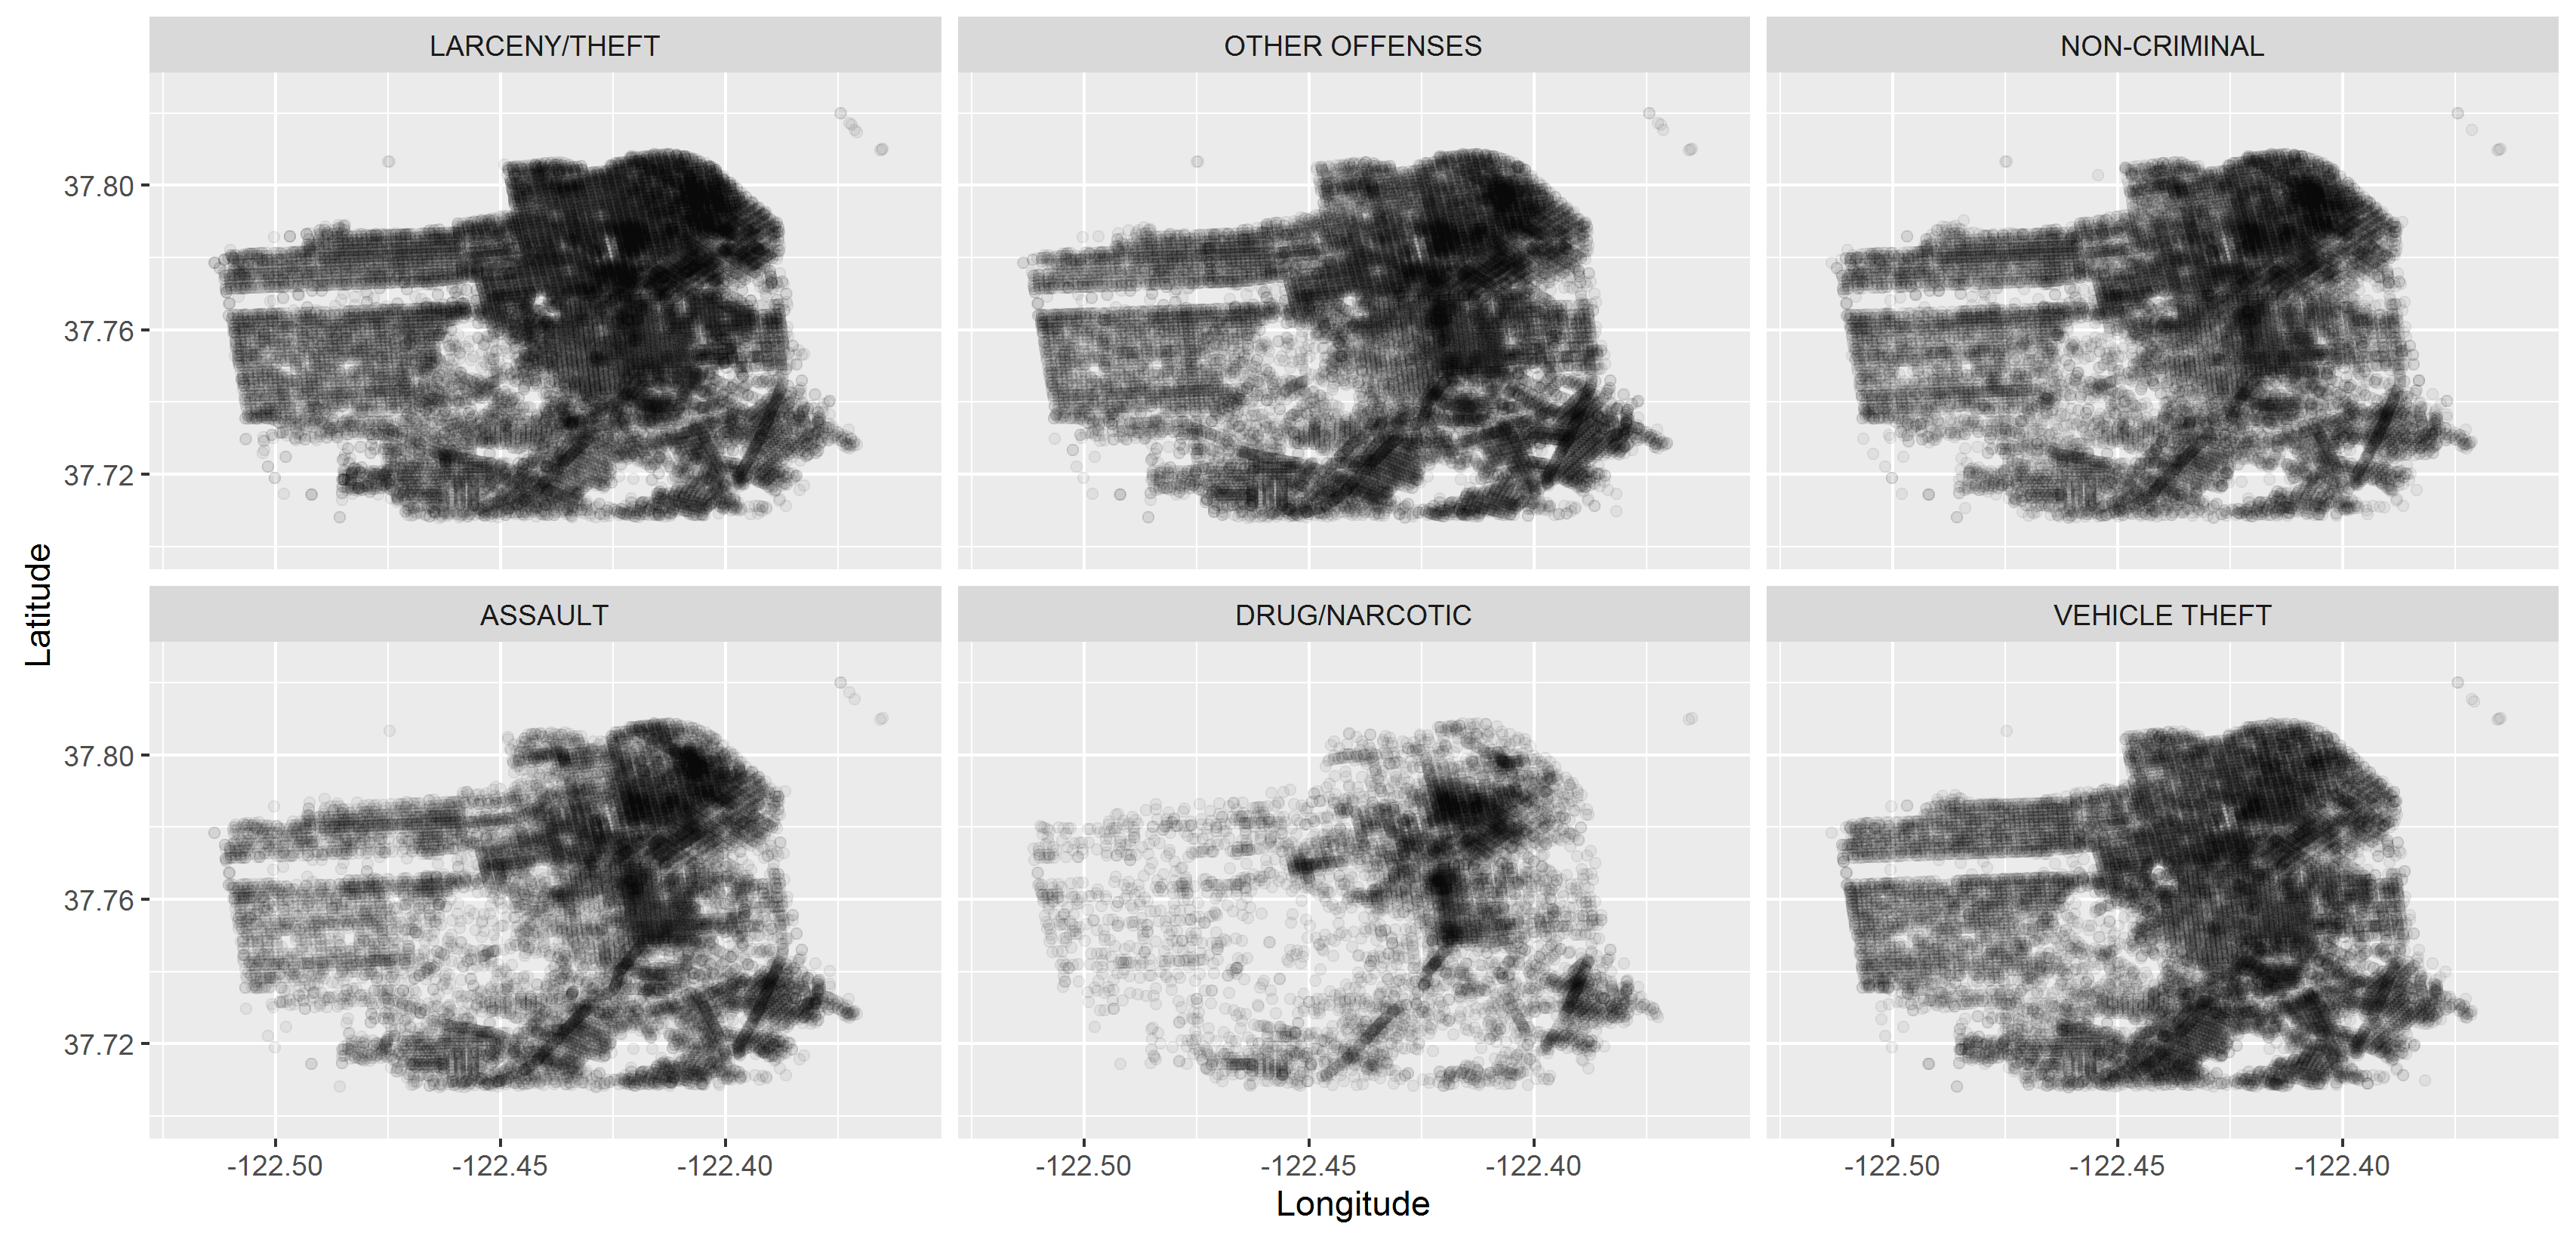 LARCENY/THEFT
OTHER OFFENSES
NON-CRIMINAL
37.80
37.76
37.72
Latitude
ASSAULT
DRUG/NARCOTIC
VEHICLE THEFT
37.80
37.76
37.72
-122.50
-122.45
-122.40
-122.50
-122.45
-122.40
-122.50
-122.45
-122.40
Longitude